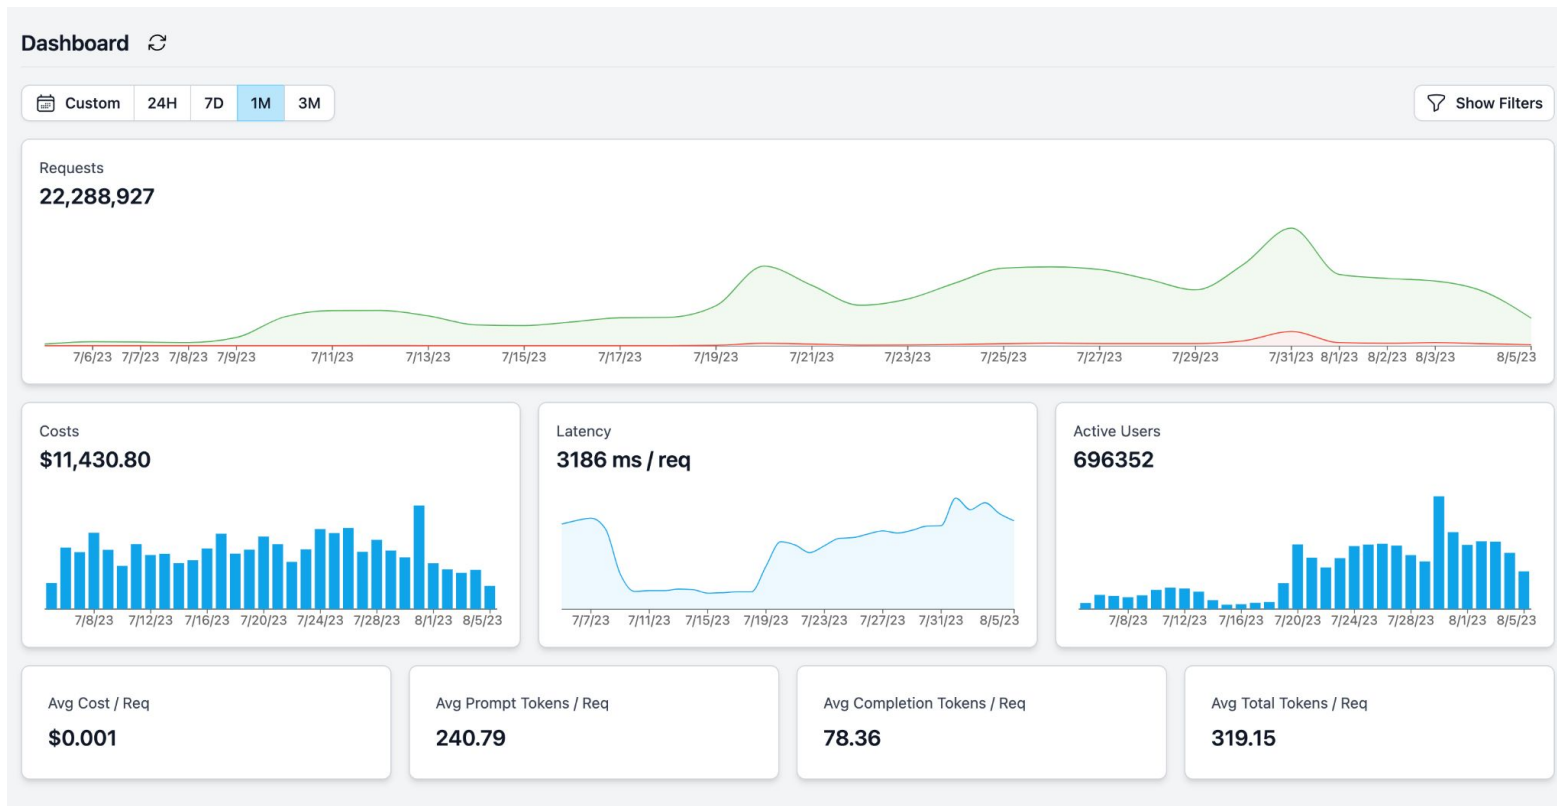 Dashboard
Custom 24H 7D 1M 3M
Show Filters
Requests
22,288,927
7/6/23 7/7/23 7/8/23 7/9/23 7/11/23 7/13/23 7/15/23 7/17/23 7/19/23 7/21/23 7/23/23 7/25/23 7/27/23 7/29/23 7/31/23 8/1/23 8/2/23 8/3/23 8/5/23
Costs
$11,430.80
7/8/23 7/12/23 7/16/23 7/20/23 7/24/23 7/28/23 8/1/23 8/5/23
Latency
3186 ms / req
7/7/23 7/11/23 7/15/23 7/19/23 7/23/23 7/27/23 7/31/23 8/5/23
Active Users
696352
7/8/23 7/12/23 7/16/23 7/20/23 7/24/23 7/28/23 8/1/23 8/5/23
Avg Cost / Req
$0.001
Avg Prompt Tokens / Req
240.79
Avg Completion Tokens / Req
78.36
Avg Total Tokens / Req
319.15